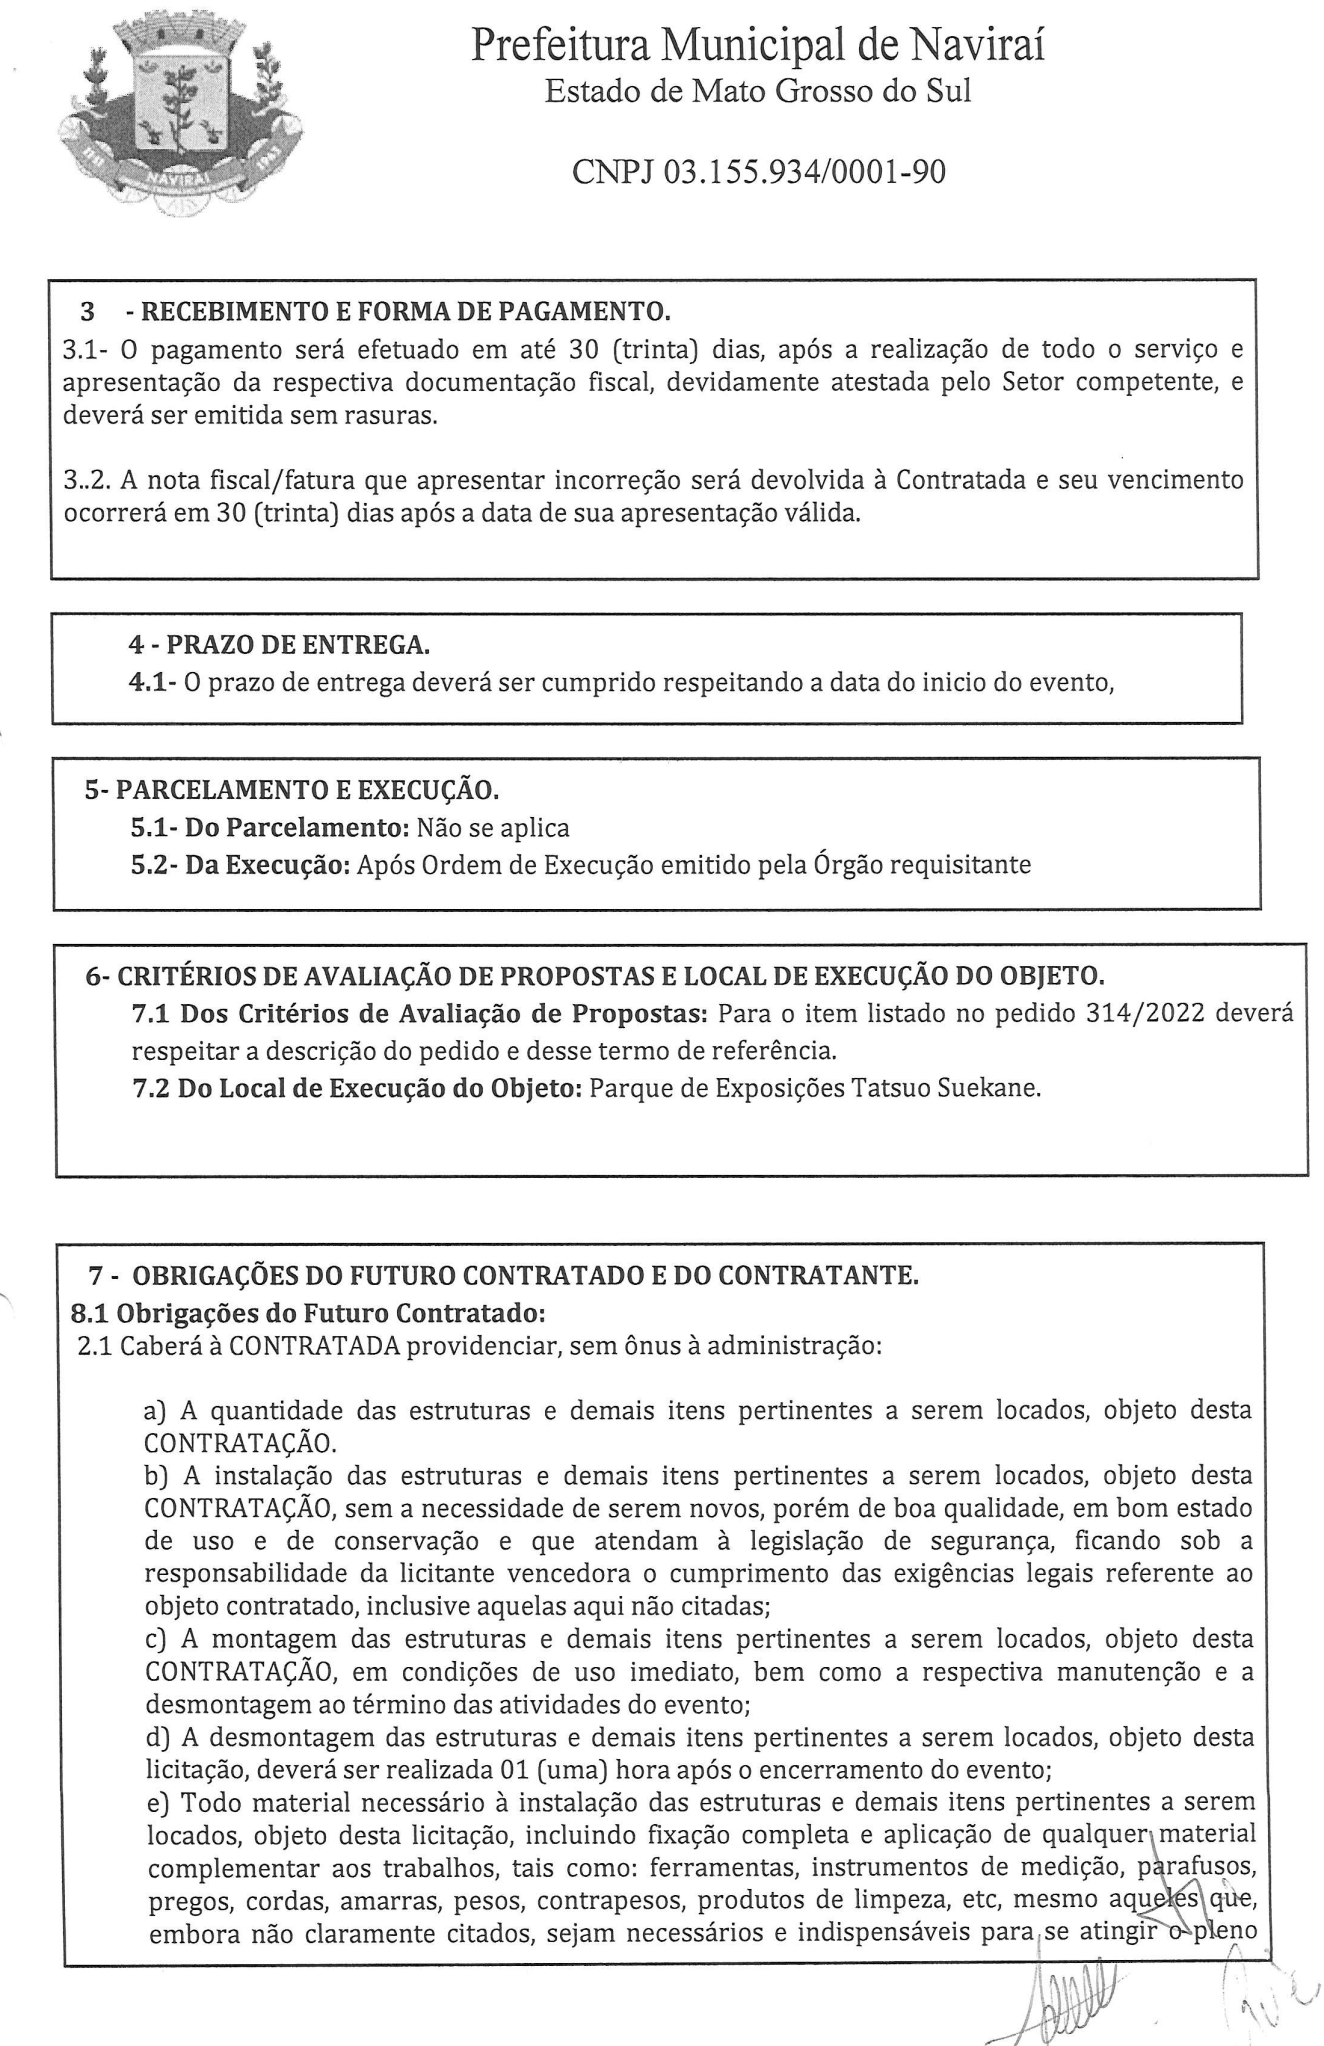 Prefeitura Municipal de Naviraí
Estado de Mato Grosso do Sul
CNPJ 03.155.934/0001-90
NAVIRAÍ
1963
3 - RECEBIMENTO E FORMA DE PAGAMENTO.
3.1- O pagamento será efetuado em até 30 (trinta) dias, após a realização de todo o serviço e
apresentação da respectiva documentação fiscal, devidamente atestada pelo Setor competente, e
deverá ser emitida sem rasuras.
3..2. A nota fiscal/fatura que apresentar incorreção será devolvida à Contratada e seu vencimento
ocorrerá em 30 (trinta) dias após a data de sua apresentação válida.
4 - PRAZO DE ENTREGA.
4.1- O prazo de entrega deverá ser cumprido respeitando a data do inicio do evento,
5- PARCELAMENTO E EXECUÇÃO.
5.1- Do Parcelamento: Não se aplica
5.2- Da Execução: Após Ordem de Execução emitido pela Órgão requisitante
6- CRITÉRIOS DE AVALIAÇÃO DE PROPOSTAS E LOCAL DE EXECUÇÃO DO OBJETO.
7.1 Dos Critérios de Avaliação de Propostas: Para o item listado no pedido 314/2022 deverá
respeitar a descrição do pedido e desse termo de referência.
7.2 Do Local de Execução do Objeto: Parque de Exposições Tatsuo Suekane.
7 - OBRIGAÇÕES DO FUTURO CONTRATADO E DO CONTRATANTE.
8.1 Obrigações do Futuro Contratado:
2.1 Caberá à CONTRATADA providenciar, sem ônus à administração:
a) A quantidade das estruturas e demais itens pertinentes a serem locados, objeto desta
CONTRATAÇÃO.
b) A instalação das estruturas e demais itens pertinentes a serem locados, objeto desta
CONTRATAÇÃO, sem a necessidade de serem novos, porém de boa qualidade, em bom estado
de uso e de conservação e que atendam à legislação de segurança, ficando sob a
responsabilidade da licitante vencedora o cumprimento das exigências legais referente ao
objeto contratado, inclusive aquelas aqui não citadas;
c) A montagem das estruturas e demais itens pertinentes a serem locados, objeto desta
CONTRATAÇÃO, em condições de uso imediato, bem como a respectiva manutenção e a
desmontagem ao término das atividades do evento;
d) A desmontagem das estruturas e demais itens pertinentes a serem locados, objeto desta
licitação, deverá ser realizada 01 (uma) hora após o encerramento do evento;
e) Todo material necessário à instalação das estruturas e demais itens pertinentes a serem
locados, objeto desta licitação, incluindo fixação completa e aplicação de qualquer material
complementar aos trabalhos, tais como: ferramentas, instrumentos de medição, parafusos,
pregos, cordas, amarras, pesos, contrapesos, produtos de limpeza, etc, mesmo aqueles que,
embora não claramente citados, sejam necessários e indispensáveis para se atingir o pleno